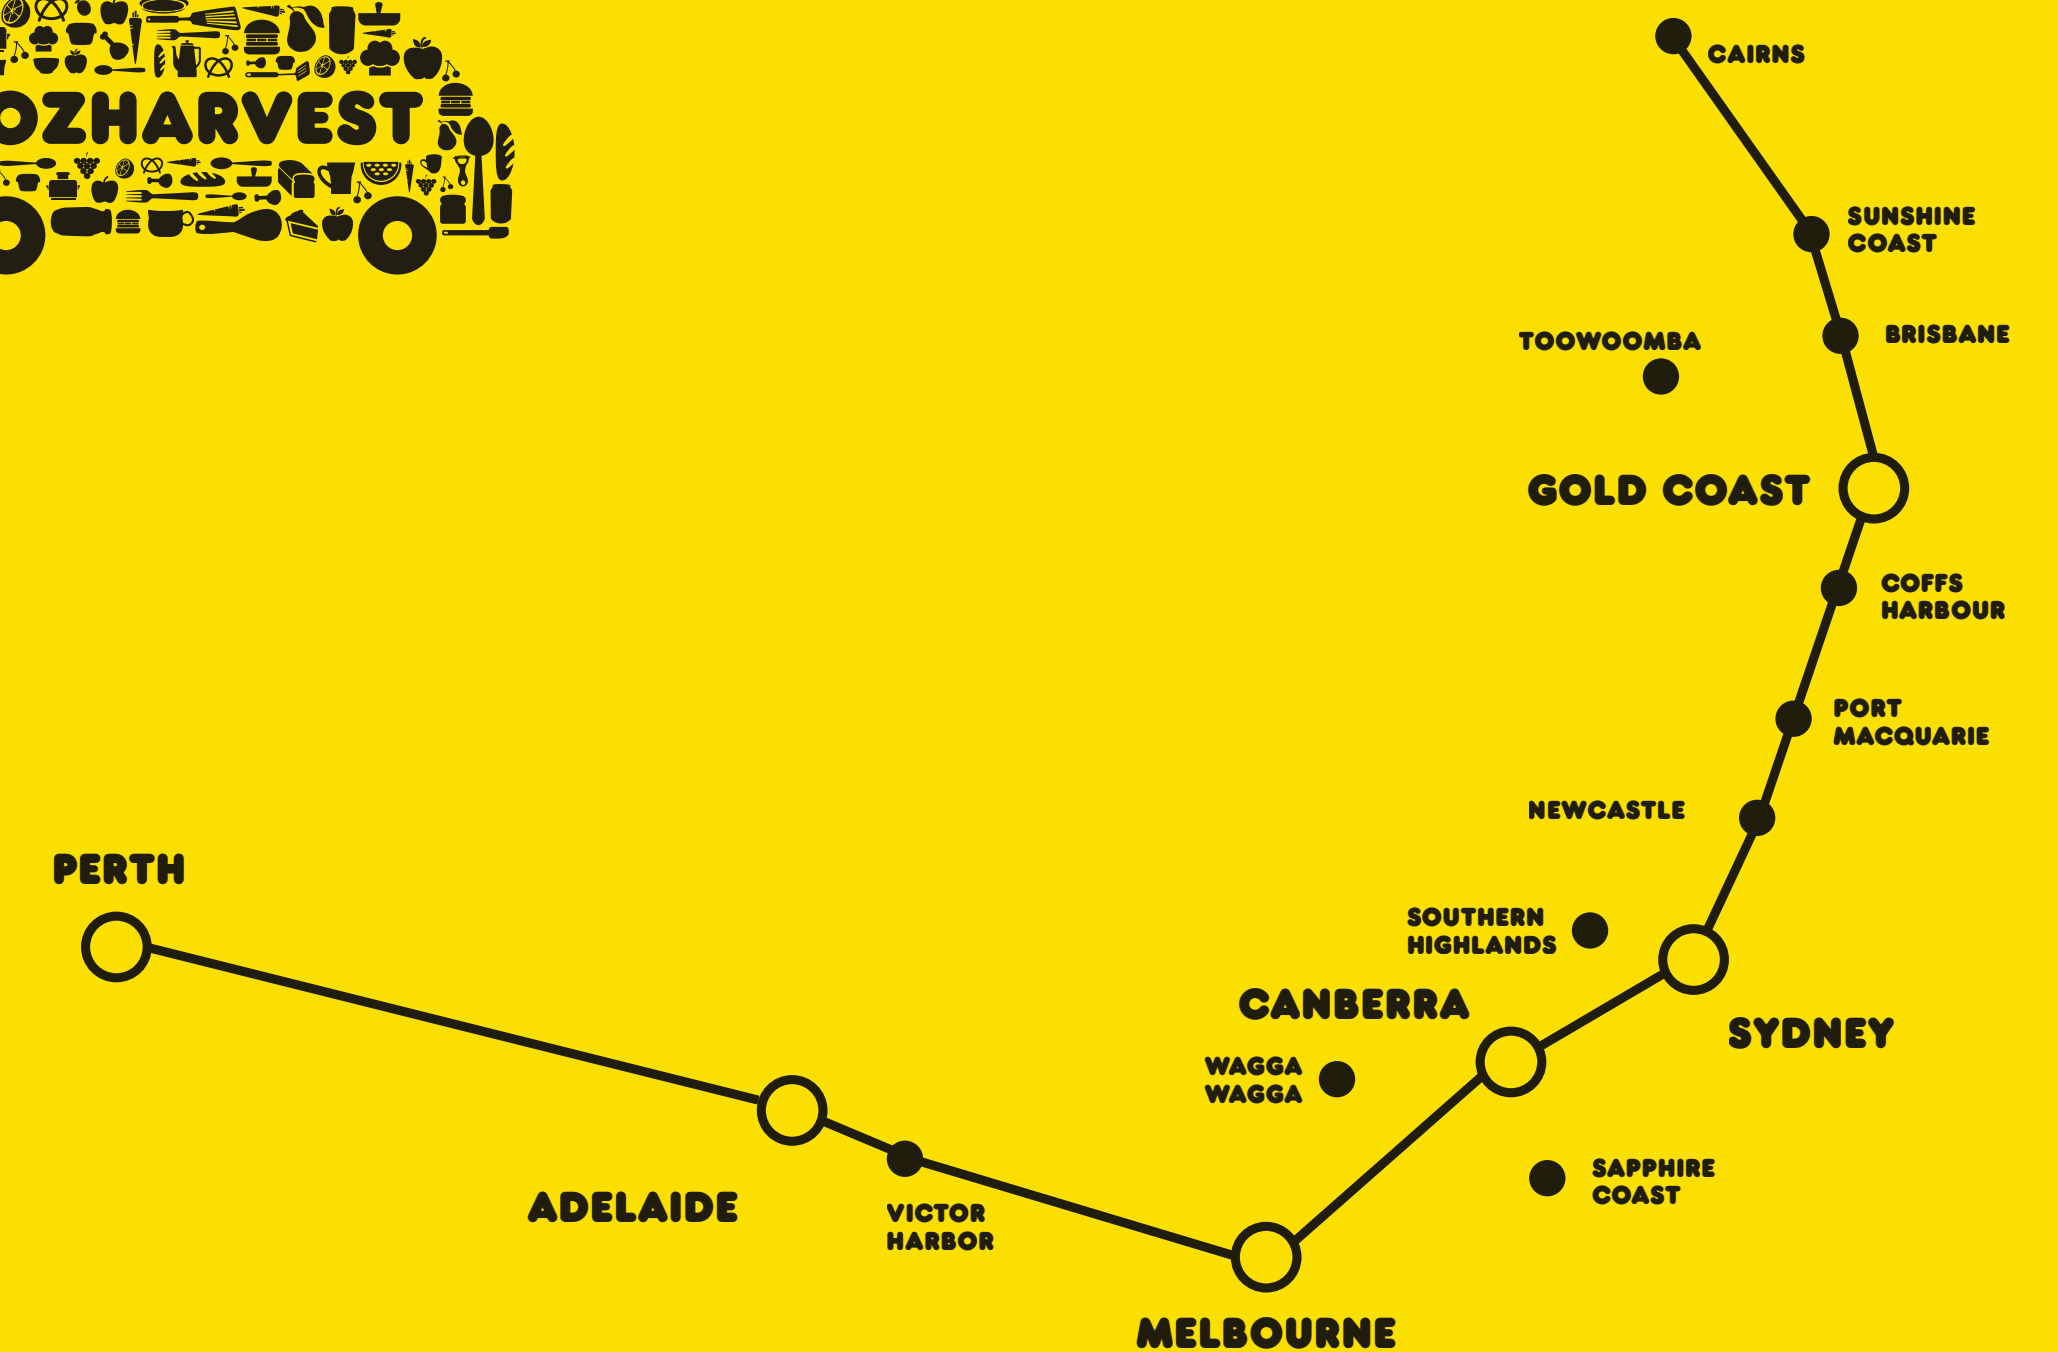 OZHARVEST
CAIRNS
SUNSHINE
COAST
BRISBANE
TOOWOOMBA
GOLD COAST
COFFS
HARBOUR
PORT
MACQUARIE
NEWCASTLE
PERTH
SOUTHERN
HIGHLANDS
CANBERRA
SYDNEY
WAGGA
WAGGA
SAPPHIRE
COAST
ADELAIDE
VICTOR
HARBOR
MELBOURNE